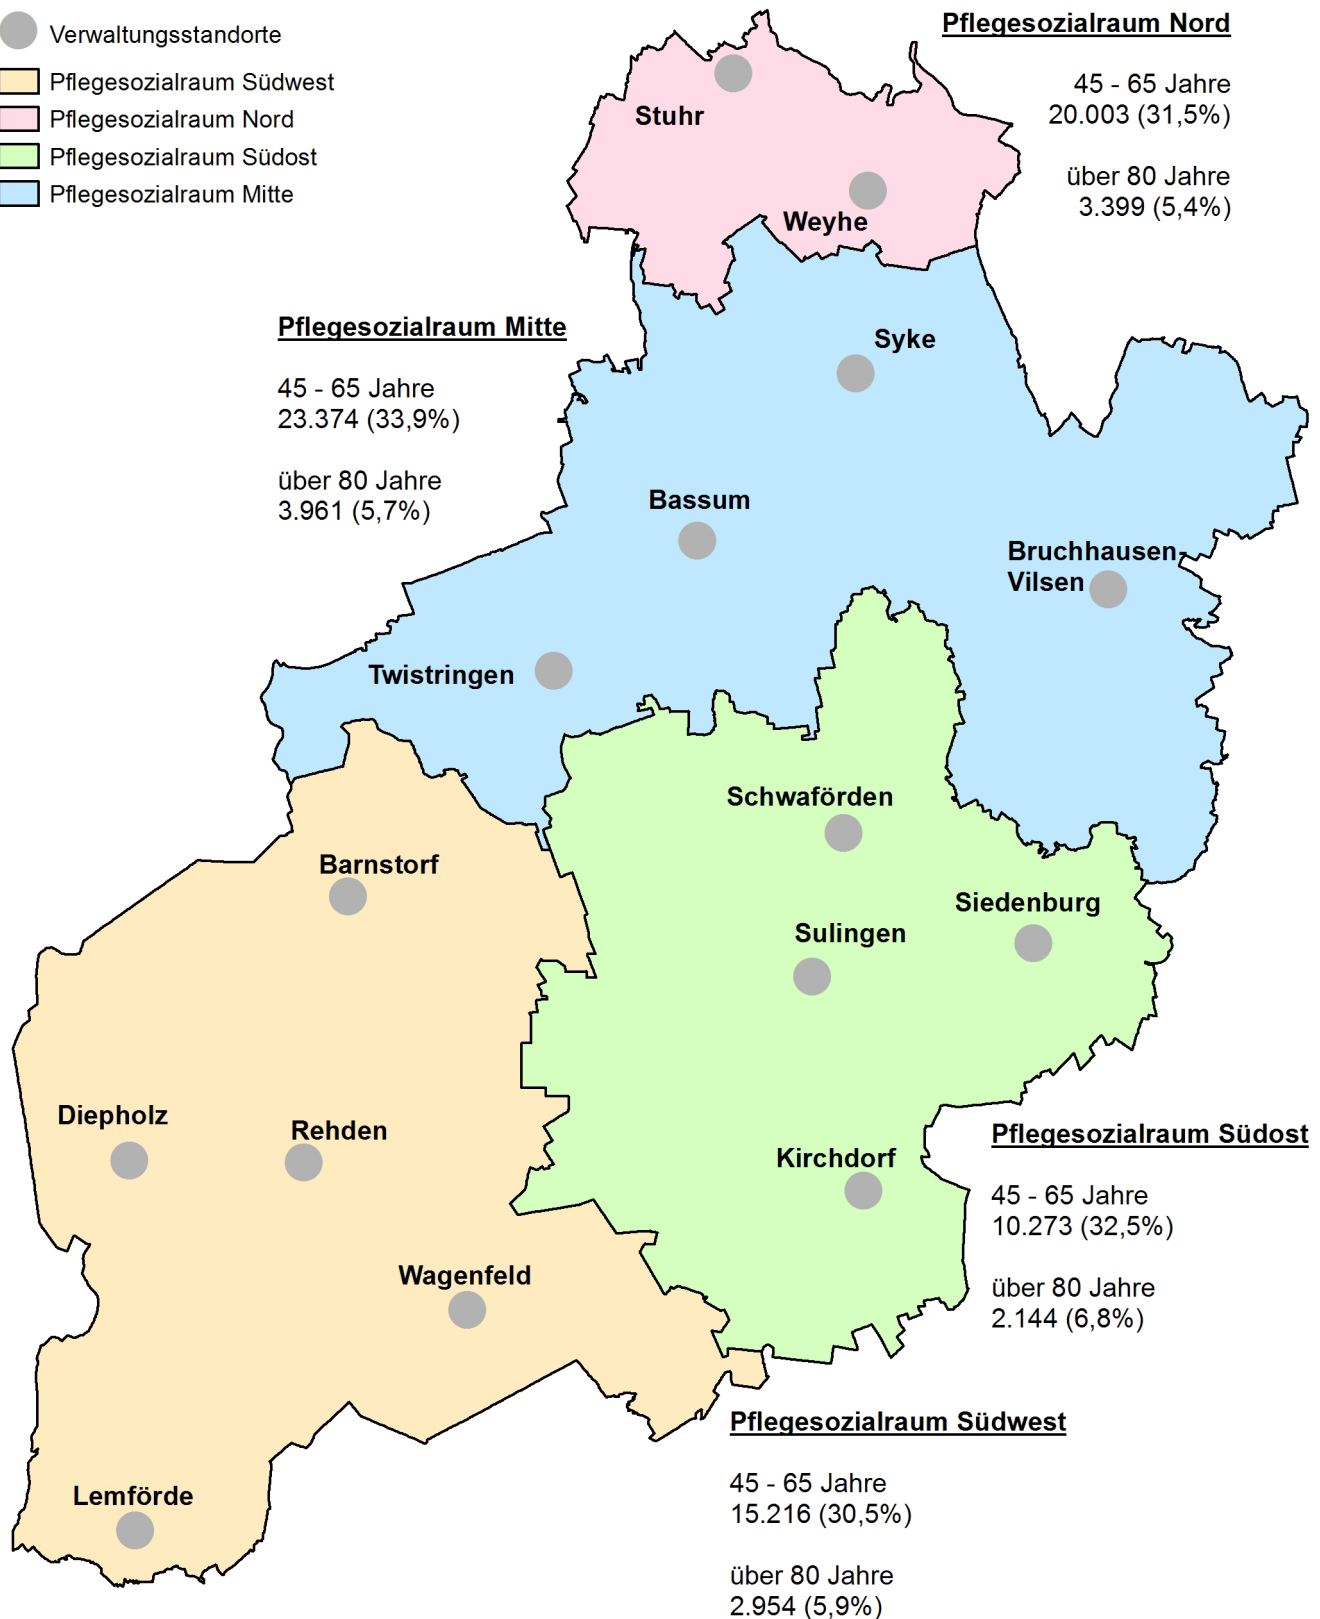 Verwaltungsstandorte
Pflegesozialraum Südwest
Pflegesozialraum Nord
Pflegesozialraum Südost
Pflegesozialraum Mitte
Pflegesozialraum Nord
45 - 65 Jahre
20.003 (31,5%)
über 80 Jahre
3.399 (5,4%)
Stuhr
Weyhe
Pflegesozialraum Mitte
45 - 65 Jahre
23.374 (33,9%)
über 80 Jahre
3.961 (5,7%)
Syke
Bassum
Bruchhausen-
Vilsen
Twistringen
Schwaförden
Barnstorf
Siedenburg
Sulingen
Diepholz
Rehden
Kirchdorf
Pflegesozialraum Südost
45 - 65 Jahre
10.273 (32,5%)
über 80 Jahre
2.144 (6,8%)
Wagenfeld
Lemförde
Pflegesozialraum Südwest
45 - 65 Jahre
15.216 (30,5%)
über 80 Jahre
2.954 (5,9%)